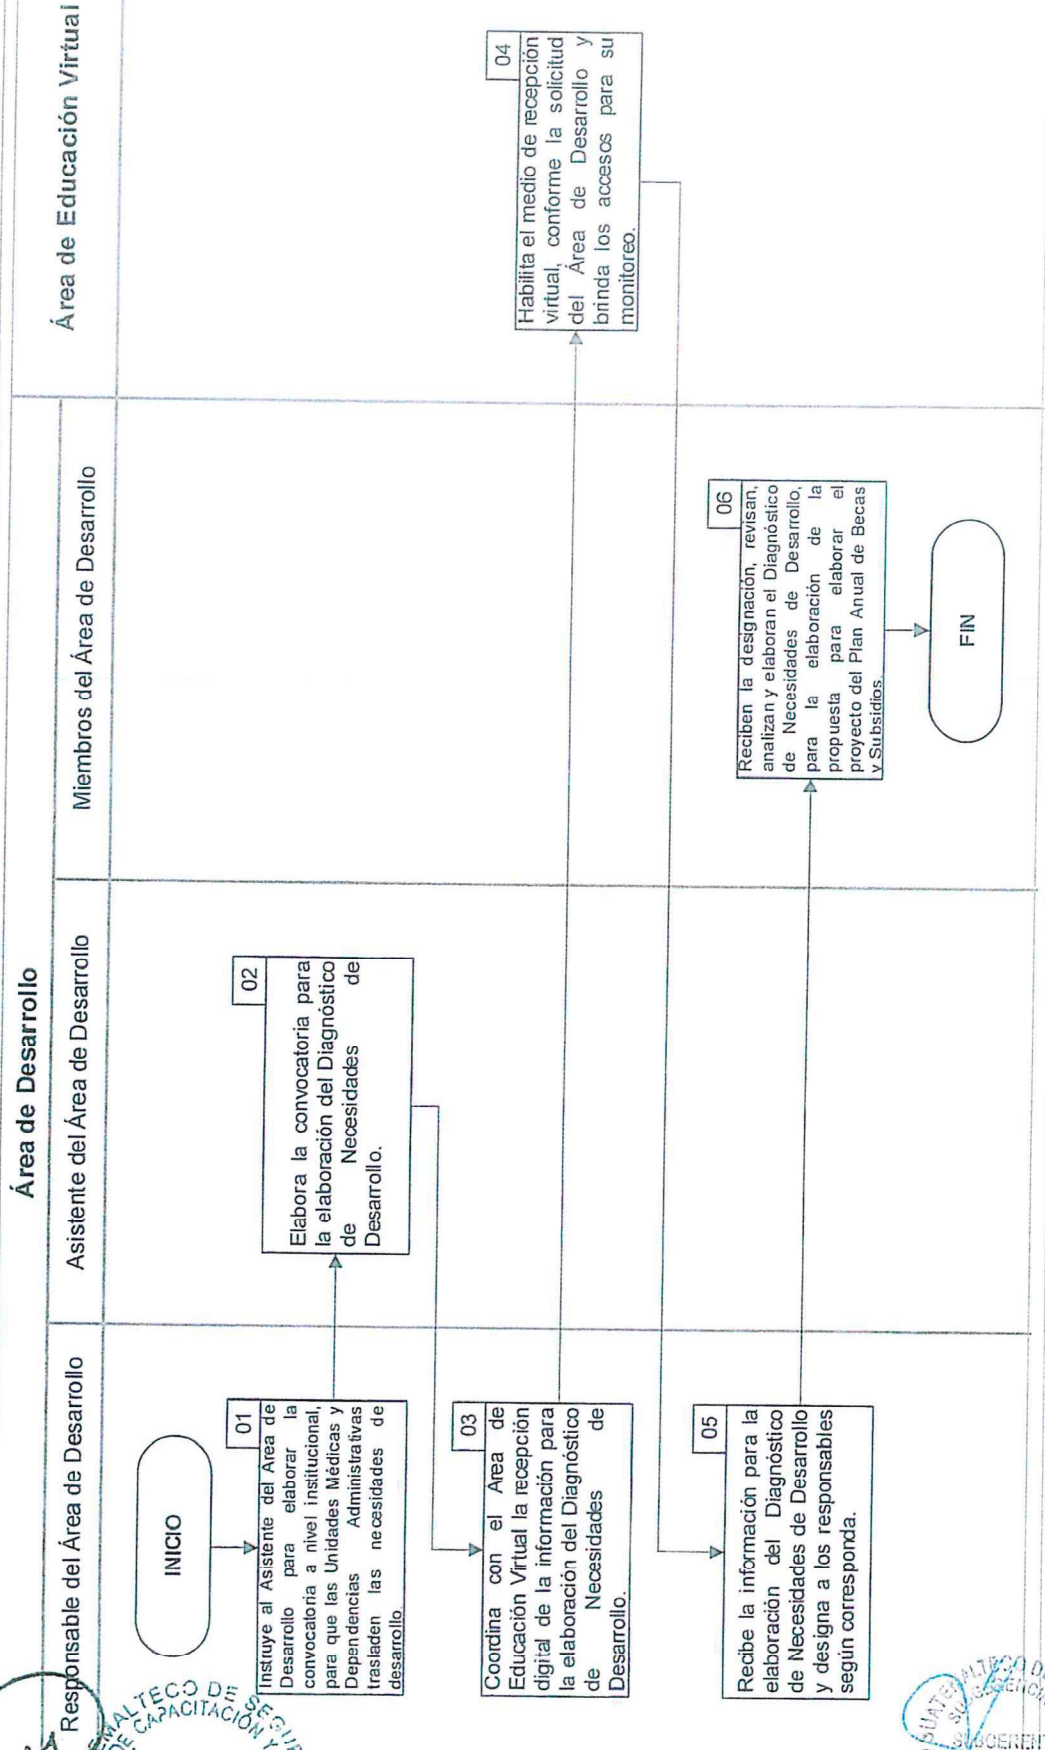 Área de Desarrollo
Área de Educación Virtual
Responsable del Área de Desarrollo
Asistente del Área de Desarrollo
Miembros del Área de Desarrollo
INICIO
01
Instruye al Asistente del Area de
Desarrollo para elaborar la
convocatoria a nivel institucional,
para que las Unidades Médicas y
Dependencias Administrativas
trasladen las necesidades de
desarrollo.
02
Elabora la convocatoria para
la elaboración del Diagnóstico
de Necesidades de
Desarrollo.
03
Coordina con el Area de
Educación Virtual la recepción
digital de la información para
la elaboración del Diagnóstico
de Necesidades de
Desarrollo.
04
Habilita el medio de recepción
virtual, conforme la solicitud
del Área de Desarrollo y
brinda los accesos para su
monitoreo.
05
Recibe la información para la
elaboración del Diagnóstico
de Necesidades de Desarrollo
y designa a los responsables
según corresponda.
06
Reciben la designación, revisan,
analizan y elaboran el Diagnóstico
de Necesidades de Desarrollo,
para la elaboración de la
propuesta para elaborar el
proyecto del Plan Anual de Becas
y Subsidios.
FIN
MALTECO DE SEGUR
DE CAPACITACIÓN Y